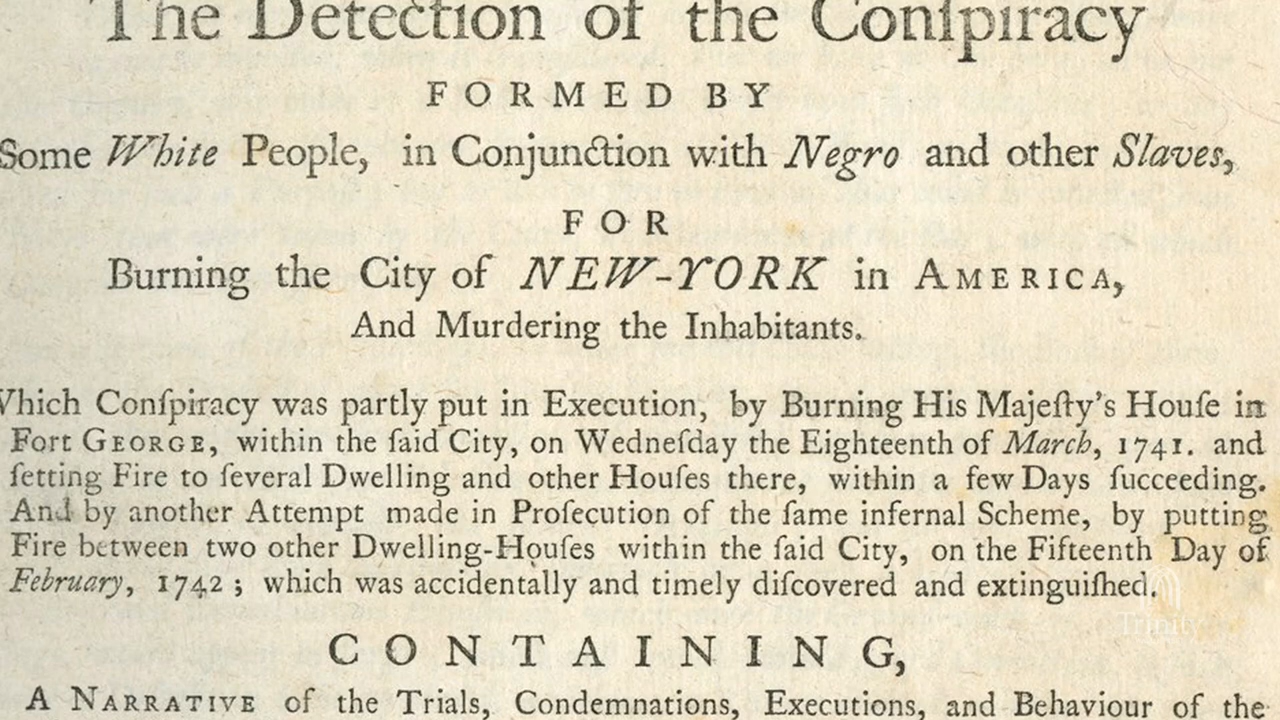 The Detection of the Conſpiracy
FORMED BY
Some White People, in Conjunction with Negro and other Slaves,
FOR
Burning the City of NEW-YORK in AMERICA,
And Murdering the Inhabitants.
Which Conſpiracy was partly put in Execution, by Burning His Majeſty's Houſe in
Fort GEORGE, within the ſaid City, on Wedneſday the Eighteenth of March, 1741. and
ſetting Fire to ſeveral Dwelling and other Houſes there, within a few Days ſucceeding.
And by another Attempt made in Proſecution of the ſame infernal Scheme, by putting
Fire between two other Dwelling-Houſes within the ſaid City, on the Fifteenth Day of
February, 1742; which was accidentally and timely diſcovered and extinguiſhed.
Trinity
CONTAINING,
A NARRATIVE of the Trials, Condemnations, Executions, and Behaviour of the